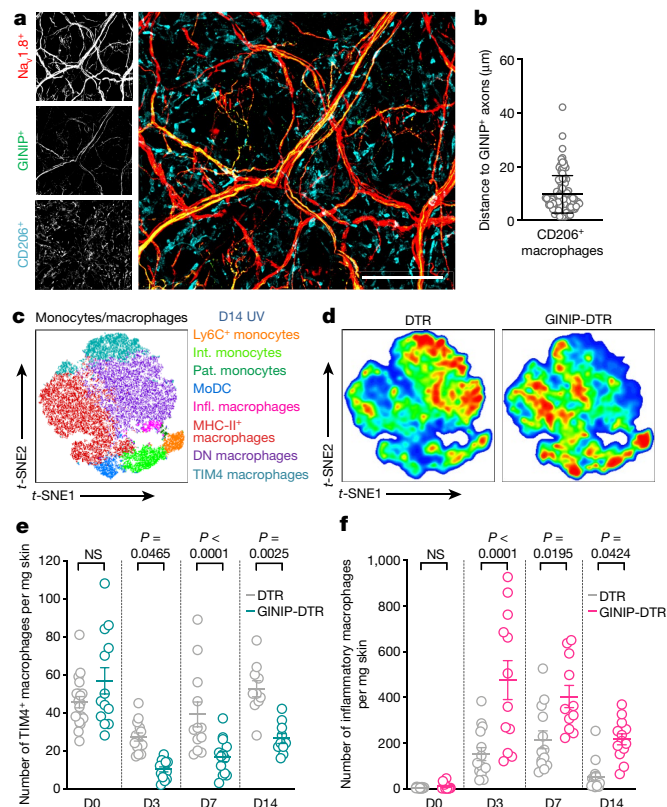 a
Nav1.8+
GINIP+
CD206+
b
Distance to GINIP+ axons (μm)
60
40
20
0
CD206+
macrophages
c
Monocytes/macrophages
D14 UV
Ly6C+ monocytes
Int. monocytes
Pat. monocytes
MoDC
Infl. macrophages
MHC-II+
macrophages
DN macrophages
TIM4 macrophages
t-SNE2
t-SNE1
d
DTR
GINIP-DTR
t-SNE2
t-SNE1
e
Number of TIM4+ macrophages per mg skin
120
100
80
60
40
20
0
NS
P =
0.0465
P <
0.0001
P =
0.0025
DTR
GINIP-DTR
D0
D3
D7
D14
f
Number of inflammatory macrophages
per mg skin
1,000
800
600
400
200
0
NS
P <
0.0001
P =
0.0195
P =
0.0424
DTR
GINIP-DTR
D0
D3
D7
D14